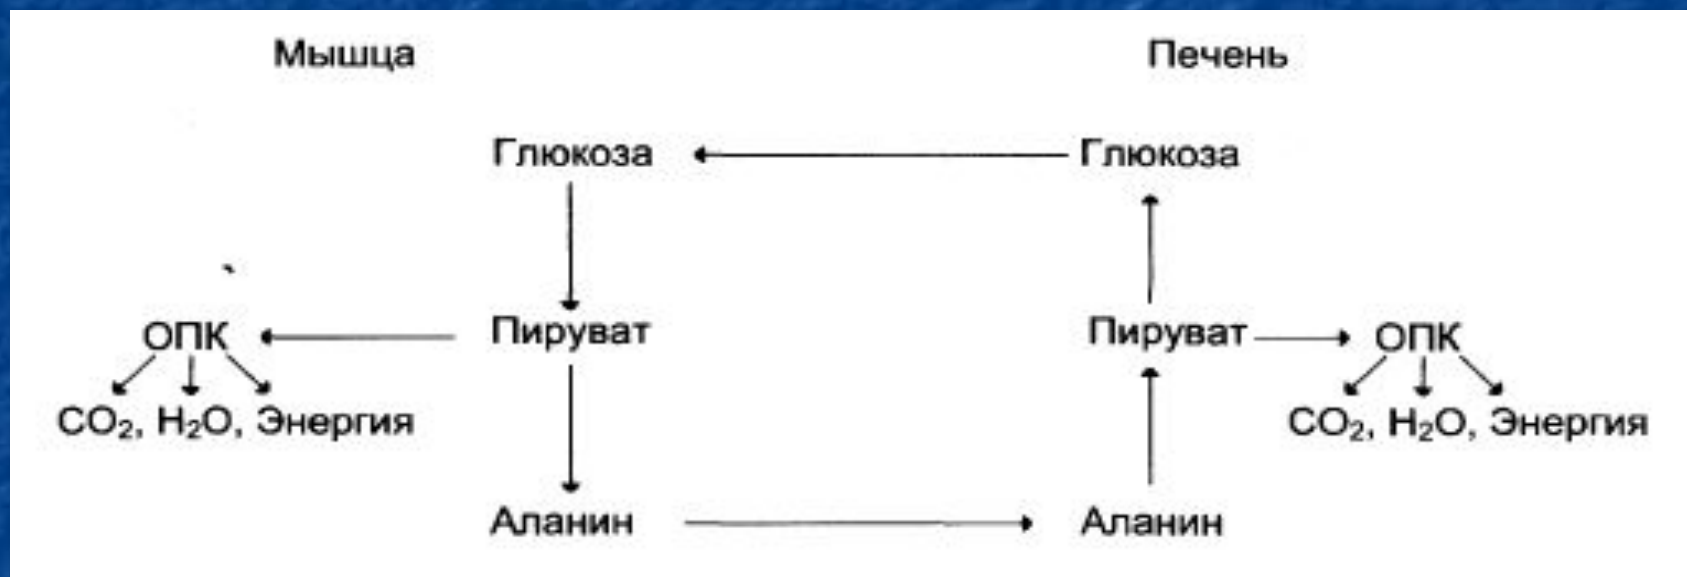 Мышца Печень
Глюкоза Глюкоза
ОПК Пируват Пируват ОПК
CO₂, H₂O, Энергия CO₂, H₂O, Энергия
Аланин Аланин